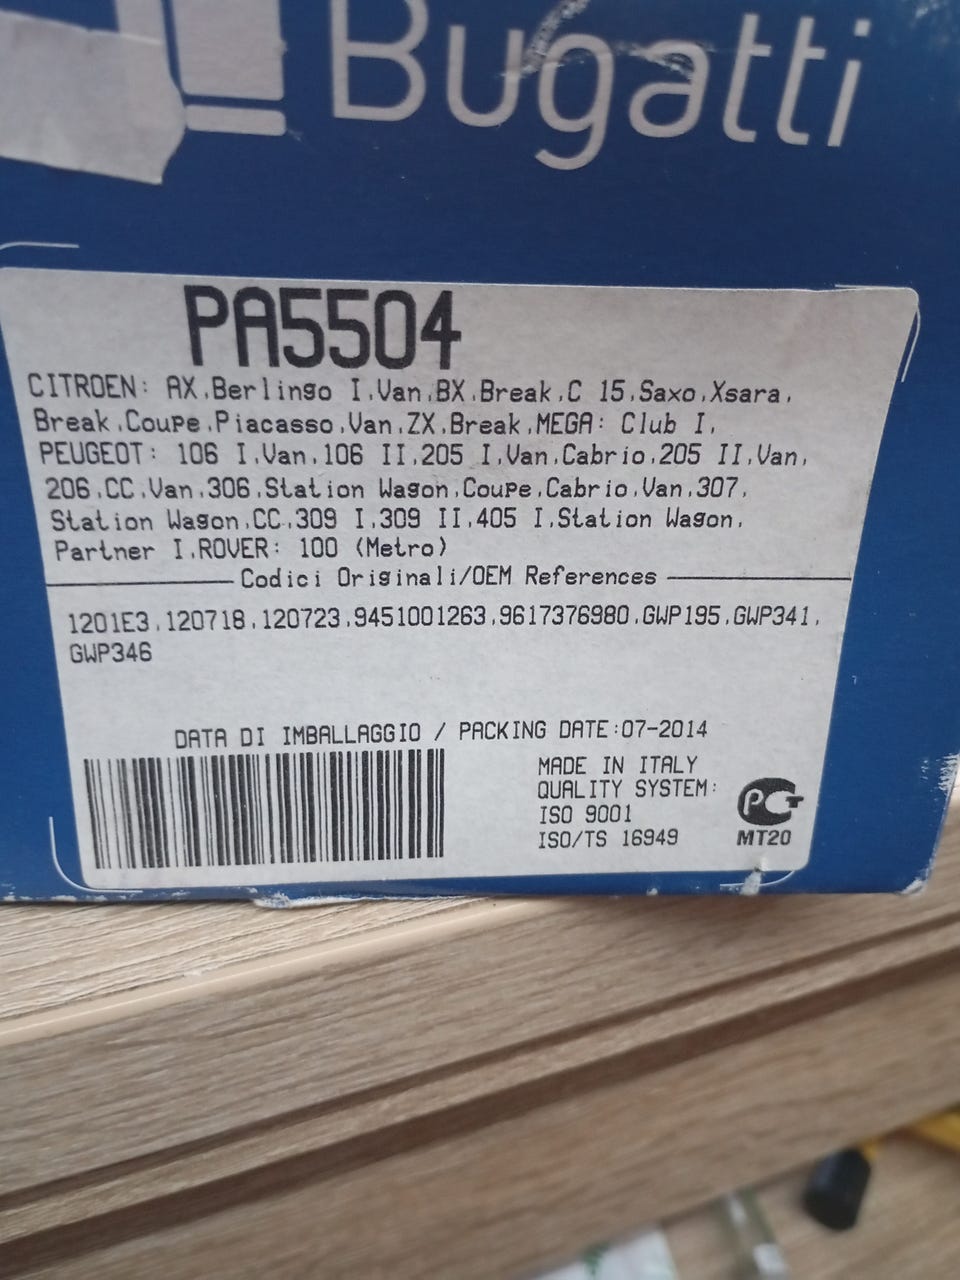 Bugatti
PA5504
CITROEN: AX,Berlingo I,Van,BX,Break,C 15,Saxo,Xsara,
Break,Coupe,Piacasso,Van,ZX,Break,MEGA: Club I,
PEUGEOT: 106 I,Van,106 II,205 I,Van,Cabrio,205 II,Van,
206,CC,Van,306,Station Wagon,Coupe,Cabrio,Van,307,
Station Wagon,CC,309 I,309 II,405 I,Station Wagon,
Partner I,ROVER: 100 (Metro)
Codici Originali/OEM References
1201E3,120718,120723,9451001263,9617376980,GWP195,GWP341,
GWP346
DATA DI IMBALLAGGIO / PACKING DATE:07-2014
MADE IN ITALY
QUALITY SYSTEM:
ISO 9001
ISO/TS 16949
PCT
MT20